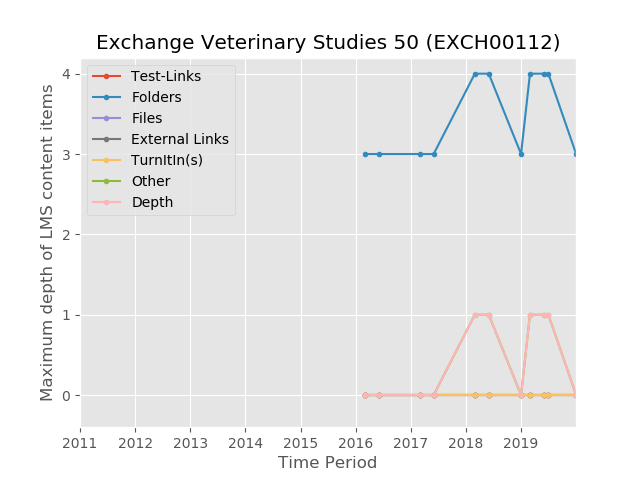 Exchange Veterinary Studies 50 (EXCH00112)
Maximum depth of LMS content items
4
3
2
1
0
Test-Links
Folders
Files
External Links
TurnItIn(s)
Other
Depth
2011 2012 2013 2014 2015 2016 2017 2018 2019
Time Period